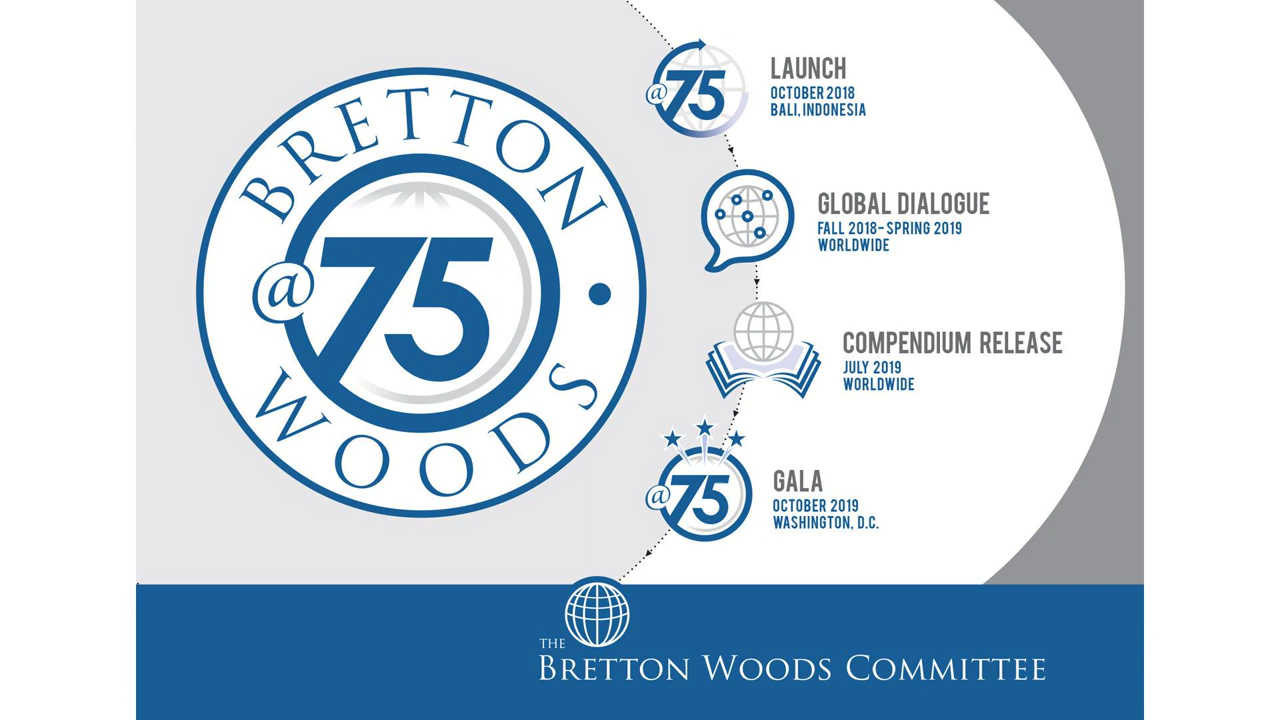 BRETTON
@75
WOODS
@75
LAUNCH
OCTOBER 2018
BALI, INDONESIA
GLOBAL DIALOGUE
FALL 2018-SPRING 2019
WORLDWIDE
COMPENDIUM RELEASE
JULY 2019
WORLDWIDE
@75
GALA
OCTOBER 2019
WASHINGTON, D.C.
THE
BRETTON WOODS COMMITTEE